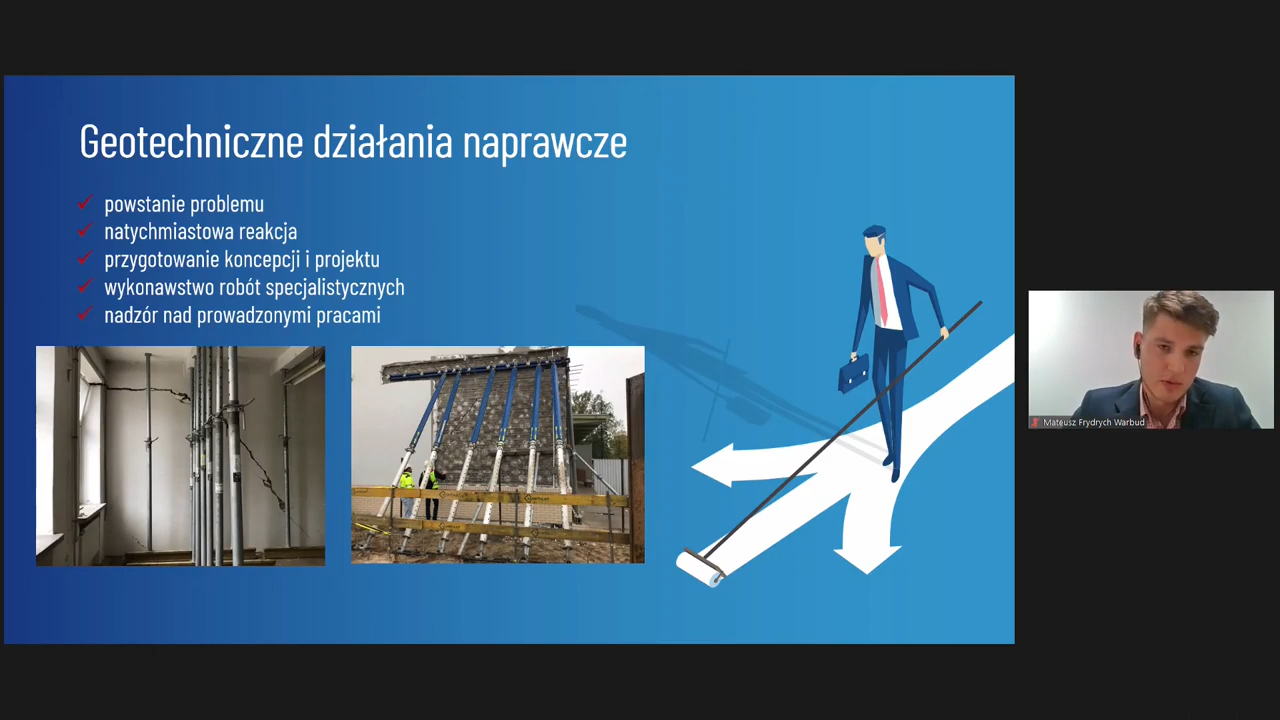 Geotechniczne działania naprawcze
powstanie problemu
natychmiastowa reakcja
przygotowanie koncepcji i projektu
wykonawstwo robót specjalistycznych
nadzór nad prowadzonymi pracami
Mateusz Frydrych Warbud